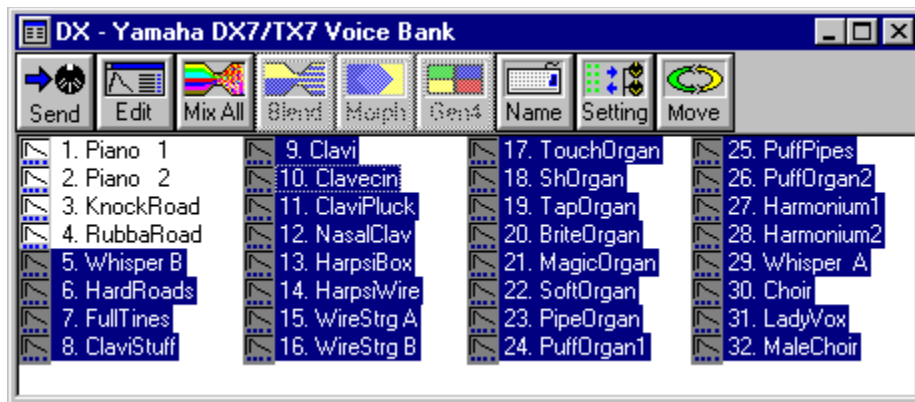 DX - Yamaha DX7/TX7 Voice Bank
Send Edit Mix All Blend Morph Gen4 Name Setting Move
1. Piano 1
2. Piano 2
3. KnockRoad
4. RubbaRoad
5. Whisper B
6. HardRoads
7. FullTines
8. ClaviStuff
9. Clavi
10. Clavecin
11. ClaviPluck
12. NasalClav
13. HarpsiBox
14. HarpsiWire
15. WireStrg A
16. WireStrg B
17. TouchOrgan
18. ShOrgan
19. TapOrgan
20. BriteOrgan
21. MagicOrgan
22. SoftOrgan
23. PipeOrgan
24. PuffOrgan1
25. PuffPipes
26. PuffOrgan2
27. Harmonium1
28. Harmonium2
29. Whisper A
30. Choir
31. LadyVox
32. MaleChoir